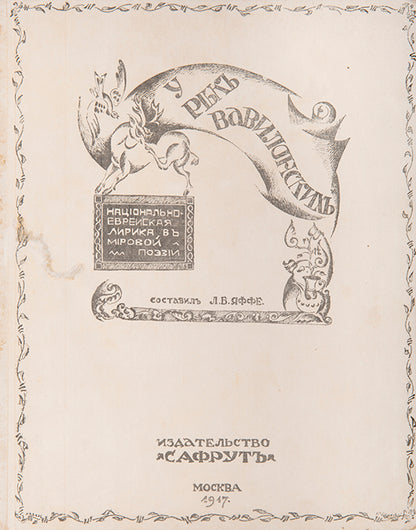 У
РѢКЪ
ВАВИЛОНСКИХЪ
НАЦІОНАЛЬНО-
ЕВРЕЙСКАЯ
ЛИРИКА ВЪ
МІРОВОЙ
ПОЭЗІИ
СОСТАВИЛЪ Л.Б.ЯФФЕ.
ИЗДАТЕЛЬСТВО
„САФРУТЪ“
МОСКВА
1917.